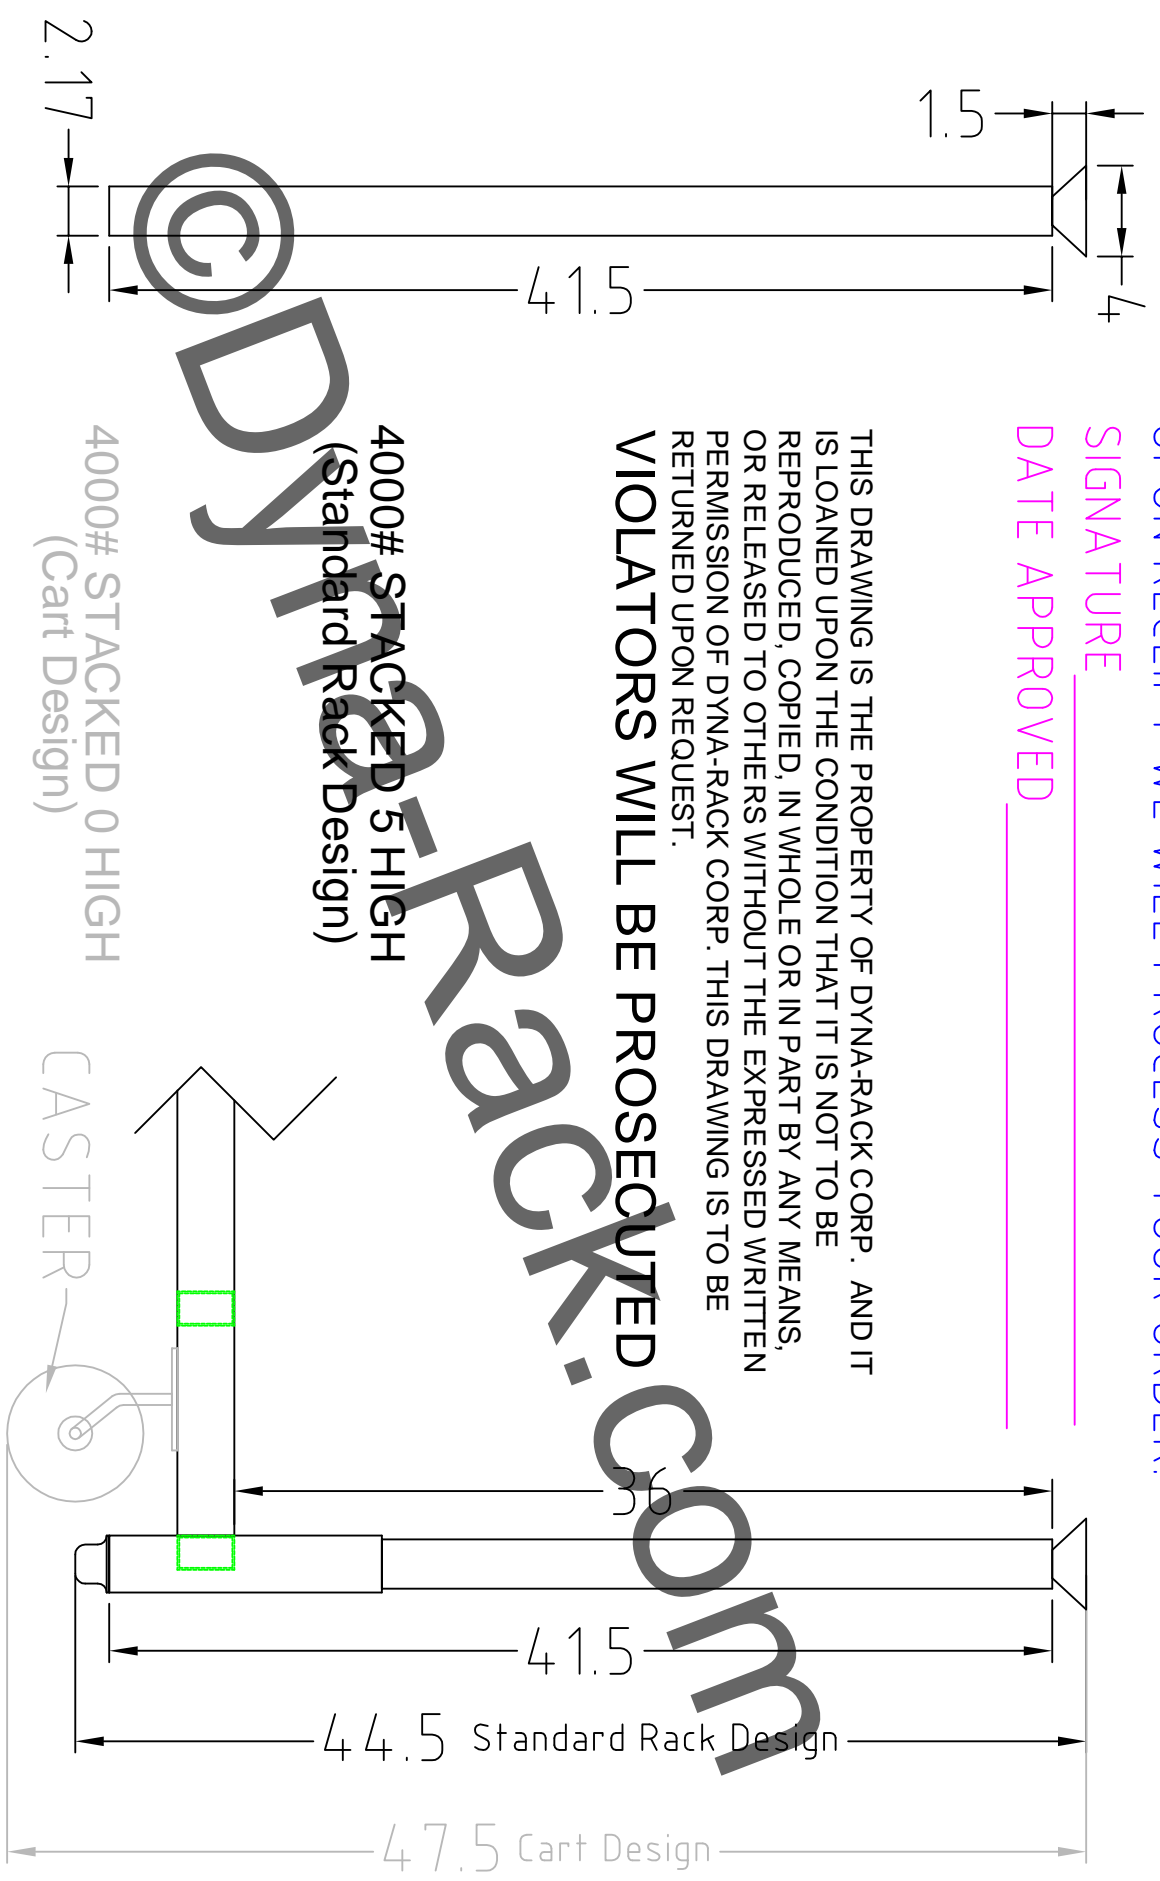 2.17
1.5
4
41.5
SIGNATURE
DATE APPROVED
THIS DRAWING IS THE PROPERTY OF DYNA-RACK CORP. AND IT
IS LOANED UPON THE CONDITION THAT IT IS NOT TO BE
REPRODUCED, COPIED, IN WHOLE OR IN PART BY ANY MEANS,
OR RELEASED TO OTHERS WITHOUT THE EXPRESSED WRITTEN
PERMISSION OF DYNA-RACK CORP. THIS DRAWING IS TO BE
RETURNED UPON REQUEST.
VIOLATORS WILL BE PROSECUTED
4000# STACKED 5 HIGH
(Standard Rack Design)
4000# STACKED 0 HIGH
(Cart Design)
©Dyna-Rack.com
CASTER
36
41.5
44.5 Standard Rack Design
47.5 Cart Design